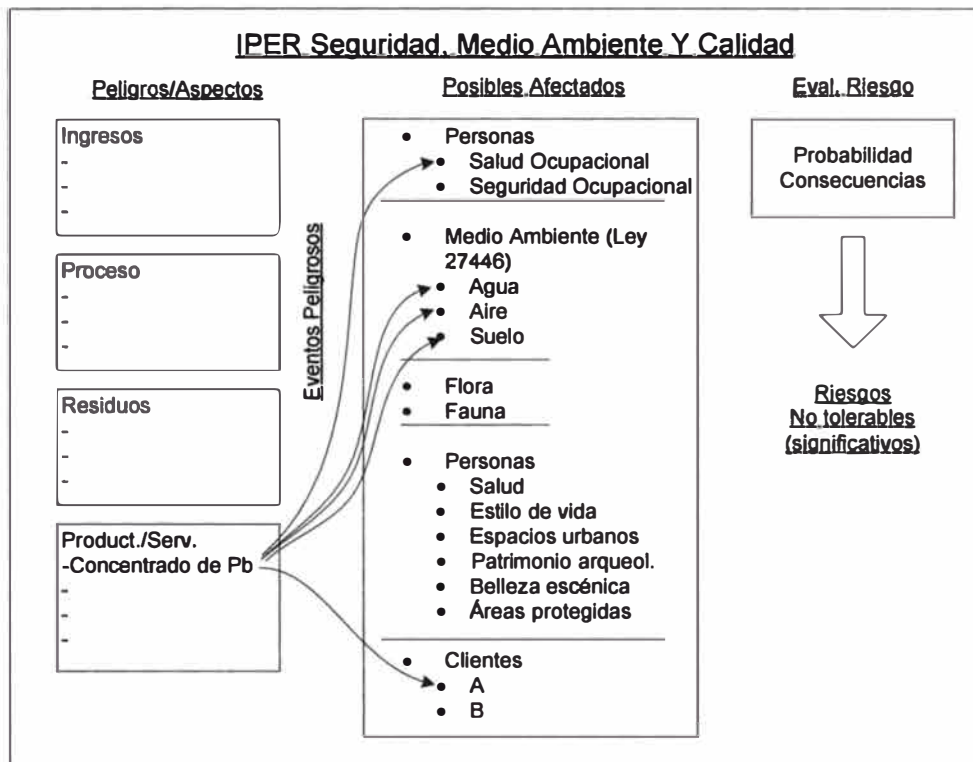 IPER Seguridad, Medio Ambiente Y Calidad
Peligros/Aspectos
Ingresos
-
-
-
Proceso
-
-
-
Residuos
-
-
-
Product./Serv.
-Concentrado de Pb
-
-
-
Eventos Peligrosos
Posibles Afectados
• Personas
• Salud Ocupacional
• Seguridad Ocupacional
• Medio Ambiente (Ley
27446)
• Agua
• Aire
• Suelo
• Flora
• Fauna
• Personas
• Salud
• Estilo de vida
• Espacios urbanos
• Patrimonio arqueol.
• Belleza escénica
• Áreas protegidas
• Clientes
• A
• B
Eval. Riesgo
Probabilidad
Consecuencias
Riesgos
No tolerables
(significativos)